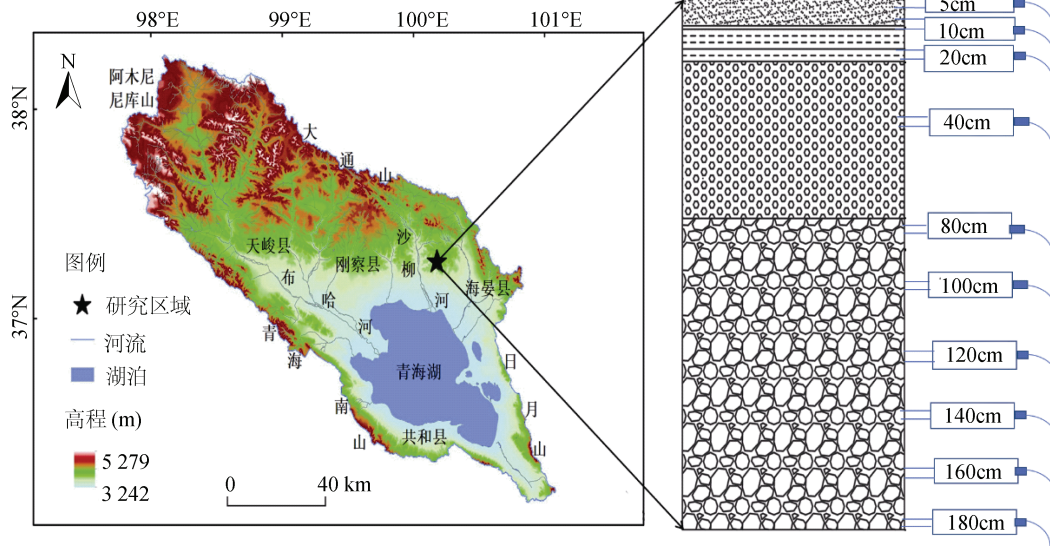 98°E 99°E 100°E 101°E
38°N
37°N
N
阿木尼
尼库山
大
通
山
天峻县
布
哈
河
刚察县
沙
柳
河
海晏县
青
海
南
山
青海湖
共和县
日
月
山
图例
研究区域
河流
湖泊
高程 (m)
5 279
3 242
0 40 km
5cm
10cm
20cm
40cm
80cm
100cm
120cm
140cm
160cm
180cm